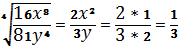 ⁴√(16x⁸/81y⁴) = 2x²/3y = 2 * 1/3 * 2 = 1/3